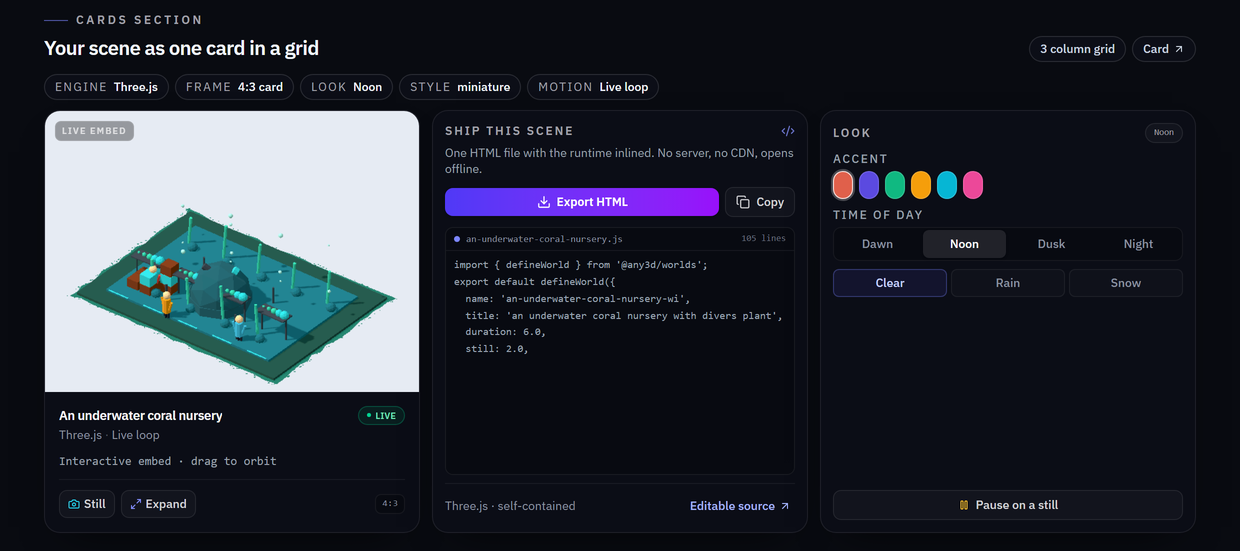 CARDS SECTION
Your scene as one card in a grid
3 column grid
Card ↗
ENGINE Three.js
FRAME 4:3 card
LOOK Noon
STYLE miniature
MOTION Live loop
LIVE EMBED
An underwater coral nursery
LIVE
Three.js · Live loop
Interactive embed · drag to orbit
Still
Expand
4:3
SHIP THIS SCENE
</>
One HTML file with the runtime inlined. No server, no CDN, opens
offline.
Export HTML
Copy
an-underwater-coral-nursery.js
105 lines
import { defineWorld } from '@any3d/worlds';
export default defineWorld({
name: 'an-underwater-coral-nursery-wi',
title: 'an underwater coral nursery with divers plant',
duration: 6.0,
still: 2.0,
Three.js · self-contained
Editable source ↗
LOOK
Noon
ACCENT
TIME OF DAY
Dawn
Noon
Dusk
Night
Clear
Rain
Snow
Pause on a still